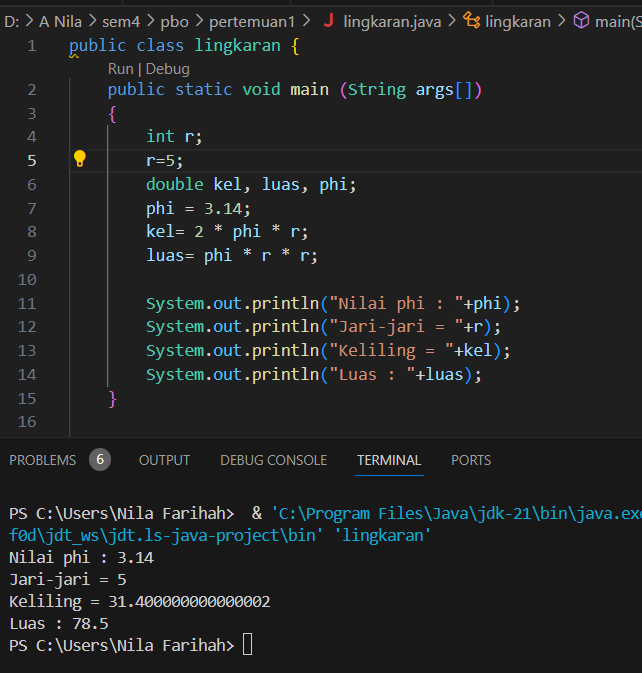 D: > A Nila > sem4 > pbo > pertemuan1 > J lingkaran.java > lingkaran > main(S
1 public class lingkaran {
Run | Debug
2 public static void main (String args[])
3 {
4 int r;
5 r=5;
6 double kel, luas, phi;
7 phi = 3.14;
8 kel= 2 * phi * r;
9 luas= phi * r * r;
10
11 System.out.println("Nilai phi : "+phi);
12 System.out.println("Jari-jari = "+r);
13 System.out.println("Keliling = "+kel);
14 System.out.println("Luas : "+luas);
15 }
16
PROBLEMS 6 OUTPUT DEBUG CONSOLE TERMINAL PORTS
PS C:\Users\Nila Farihah>  & 'C:\Program Files\Java\jdk-21\bin\java.exe
f0d\jdt_ws\jdt.ls-java-project\bin' 'lingkaran'
Nilai phi : 3.14
Jari-jari = 5
Keliling = 31.400000000000002
Luas : 78.5
PS C:\Users\Nila Farihah>